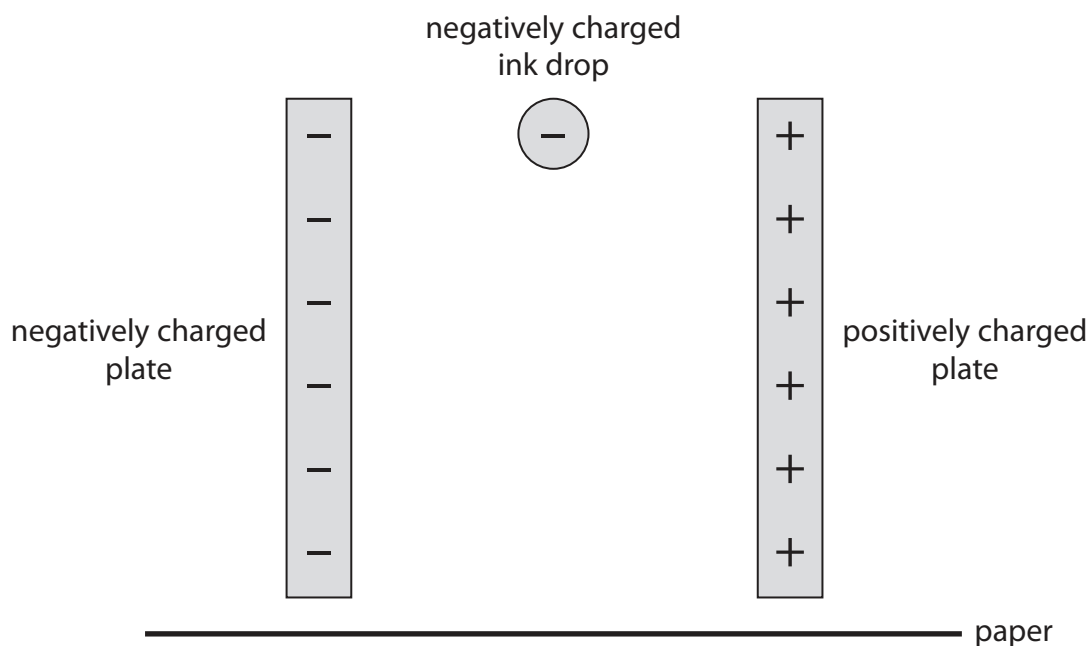 negatively charged
ink drop
− − +
− +
− +
negatively charged
plate
positively charged
plate
− +
− +
− +
paper